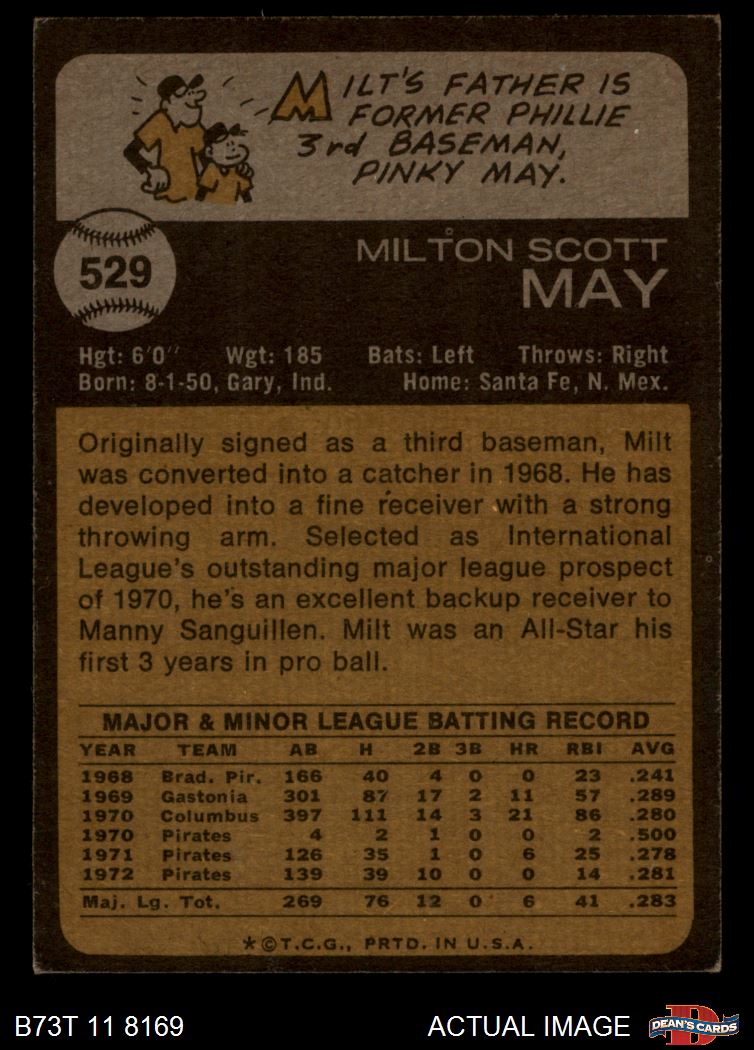 MILT'S FATHER IS
FORMER PHILLIE
3rd BASEMAN,
PINKY MAY.
529
MILTON SCOTT
MAY
Hgt: 6'0" Wgt: 185 Bats: Left Throws: Right
Born: 8-1-50, Gary, Ind. Home: Santa Fe, N. Mex.
Originally signed as a third baseman, Milt
was converted into a catcher in 1968. He has
developed into a fine receiver with a strong
throwing arm. Selected as International
League's outstanding major league prospect
of 1970, he's an excellent backup receiver to
Manny Sanguillen. Milt was an All-Star his
first 3 years in pro ball.
MAJOR & MINOR LEAGUE BATTING RECORD
YEAR TEAM AB H 2B 3B HR RBI AVG
1968 Brad. Pir. 166 40 4 0 0 23 .241
1969 Gastonia 301 87 17 2 11 57 .289
1970 Columbus 397 111 14 3 21 86 .280
1970 Pirates 4 2 1 0 0 2 .500
1971 Pirates 126 35 1 0 6 25 .278
1972 Pirates 139 39 10 0 0 14 .281
Maj. Lg. Tot. 269 76 12 0 6 41 .283
*©T.C.G., PRTD. IN U.S.A.
B73T 11 8169 ACTUAL IMAGE D DEAN'S CARDS